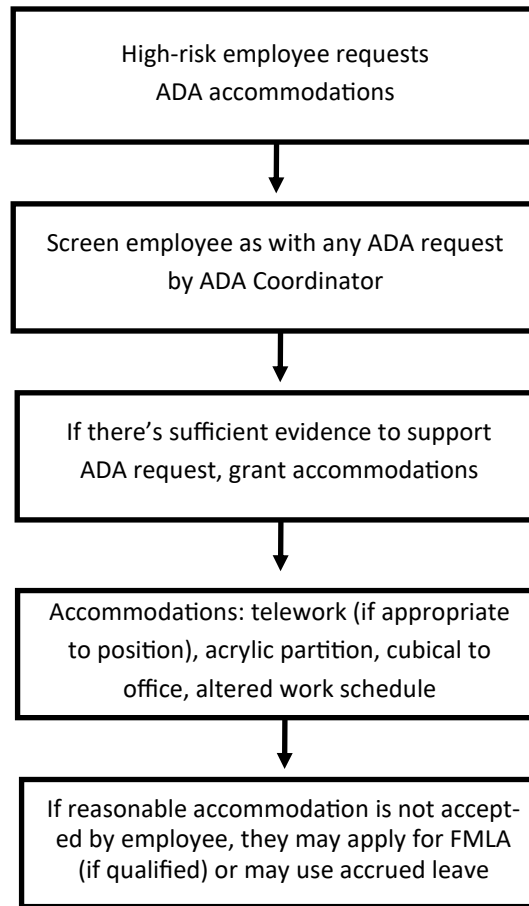 High-risk employee requests
ADA accommodations
Screen employee as with any ADA request
by ADA Coordinator
If there’s sufficient evidence to support
ADA request, grant accommodations
Accommodations: telework (if appropriate
to position), acrylic partition, cubical to
office, altered work schedule
If reasonable accommodation is not accept-
ed by employee, they may apply for FMLA
(if qualified) or may use accrued leave